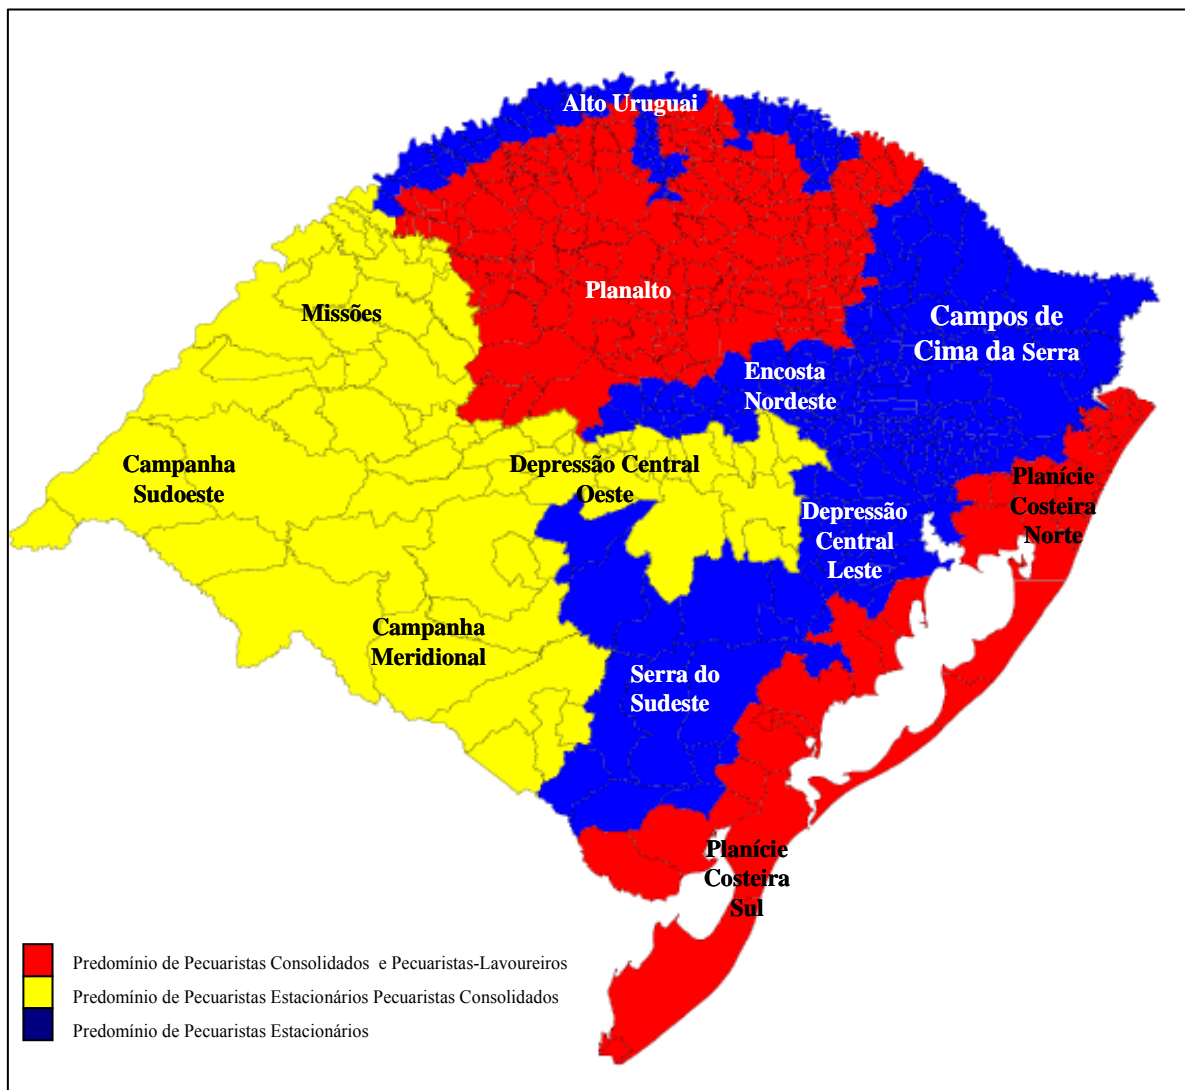 Alto Uruguai
Planalto
Missões
Campos de
Cima da Serra
Encosta
Nordeste
Campanha
Sudoeste
Depressão Central
Oeste
Planície
Costeira
Norte
Depressão
Central
Leste
Campanha
Meridional
Serra do
Sudeste
Planície
Costeira
Sul
Predomínio de Pecuaristas Consolidados e Pecuaristas-Lavoureiros
Predomínio de Pecuaristas Estacionários Pecuaristas Consolidados
Predomínio de Pecuaristas Estacionários